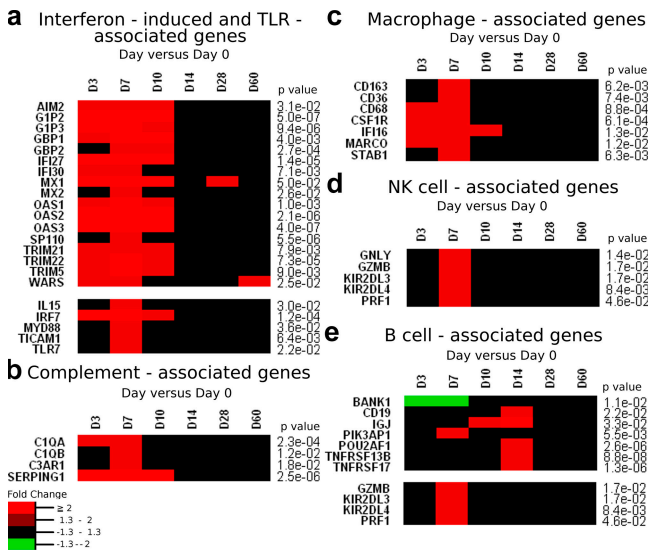 a Interferon - induced and TLR -
associated genes
Day versus Day 0
D3 D7 D10 D14 D28 D60
p value
AIM2 3.1e-02
G1P2 5.0e-07
G1P3 9.4e-06
GBP1 4.0e-03
GBP2 2.7e-04
IFI27 1.4e-05
IFI30 7.1e-03
MX1 5.0e-02
MX2 2.6e-02
OAS1 1.0e-03
OAS2 2.1e-06
OAS3 4.0e-07
SP110 5.5e-06
TRIM21 7.9e-03
TRIM22 7.3e-05
TRIM5 9.0e-03
WARS 2.5e-02
IL15 3.0e-02
IRF7 1.2e-04
MYD88 3.6e-02
TICAM1 6.4e-03
TLR7 2.2e-02
b Complement - associated genes
Day versus Day 0
D3 D7 D10 D14 D28 D60
p value
C1QA 2.3e-04
C1QB 1.2e-02
C3AR1 1.8e-02
SERPING1 2.5e-06
Fold Change
≧ 2
1.3 - 2
-1.3 - 1.3
-1.3--2
c Macrophage - associated genes
Day versus Day 0
D3 D7 D10 D14 D28 D60
p value
CD163 6.2e-03
CD36 7.4e-03
CD68 8.8e-04
CSF1R 6.1e-04
IFI16 1.3e-02
MARCO 1.2e-02
STAB1 6.3e-03
d NK cell - associated genes
Day versus Day 0
D3 D7 D10 D14 D28 D60
p value
GNLY 1.4e-02
GZMB 1.7e-02
KIR2DL3 1.7e-02
KIR2DL4 8.4e-03
PRF1 4.6e-02
e B cell - associated genes
Day versus Day 0
D3 D7 D10 D14 D28 D60
p value
BANK1 1.1e-02
CD19 2.2e-02
IGJ 3.3e-02
PIK3AP1 5.5e-03
POU2AF1 2.6e-06
TNFRSF13B 8.8e-08
TNFRSF17 1.3e-06
GZMB 1.7e-02
KIR2DL3 1.7e-02
KIR2DL4 8.4e-03
PRF1 4.6e-02